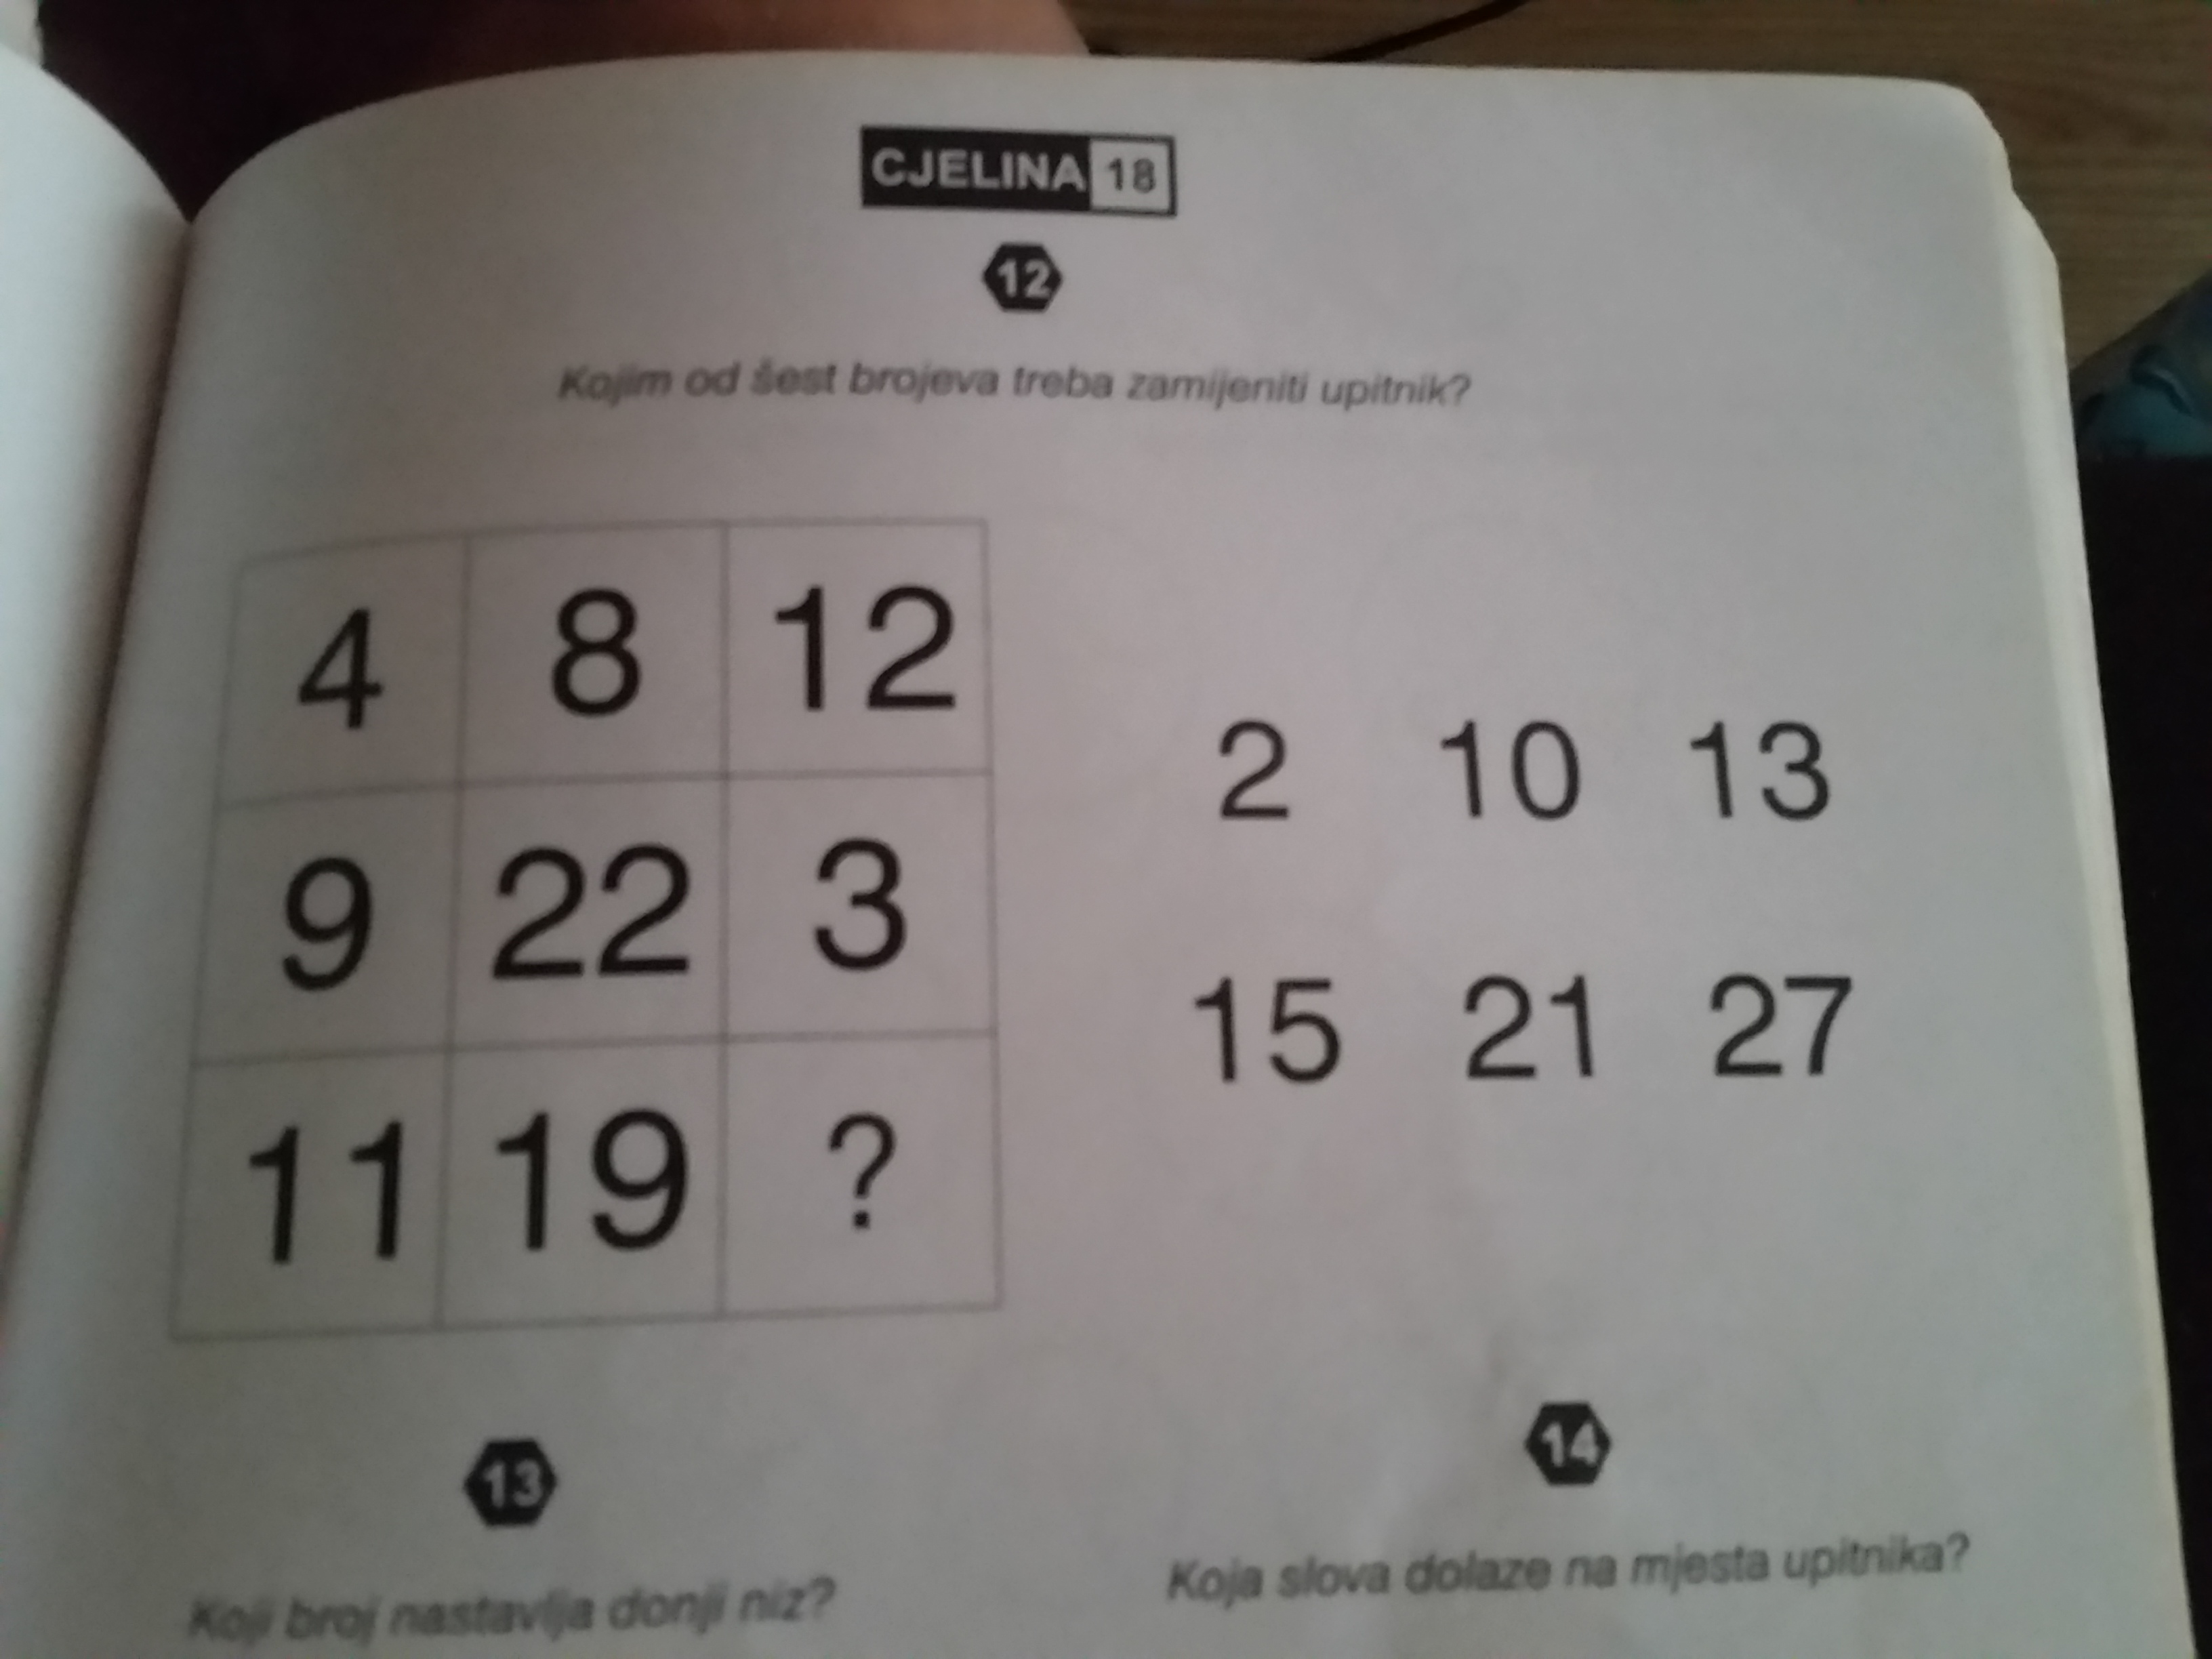 CJELINA 18
12
Kojim od šest brojeva treba zamijeniti upitnik?
4 8 12
9 22 3
11 19 ?
2 10 13
15 21 27
13
Koji broj nastavlja donji niz?
14
Koja slova dolaze na mjesta upitnika?